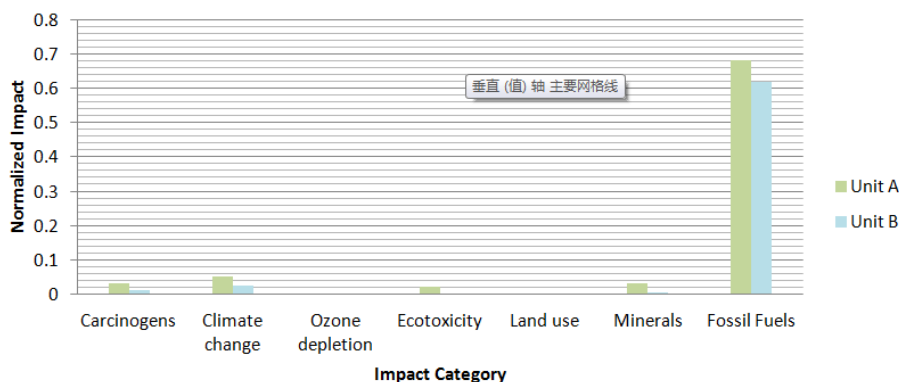 0.8
0.7
0.6
0.5
0.4
0.3
0.2
0.1
0
Normalized Impact
垂直 (值) 轴 主要网格线
Unit A
Unit B
Carcinogens
Climate
change
Ozone
depletion
Ecotoxicity
Land use
Minerals
Fossil Fuels
Impact Category